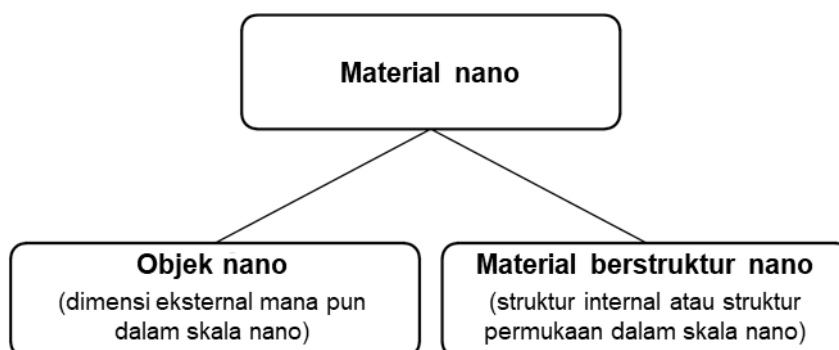 Material nano
Objek nano
(dimensi eksternal mana pun
dalam skala nano)
Material berstruktur nano
(struktur internal atau struktur
permukaan dalam skala nano)